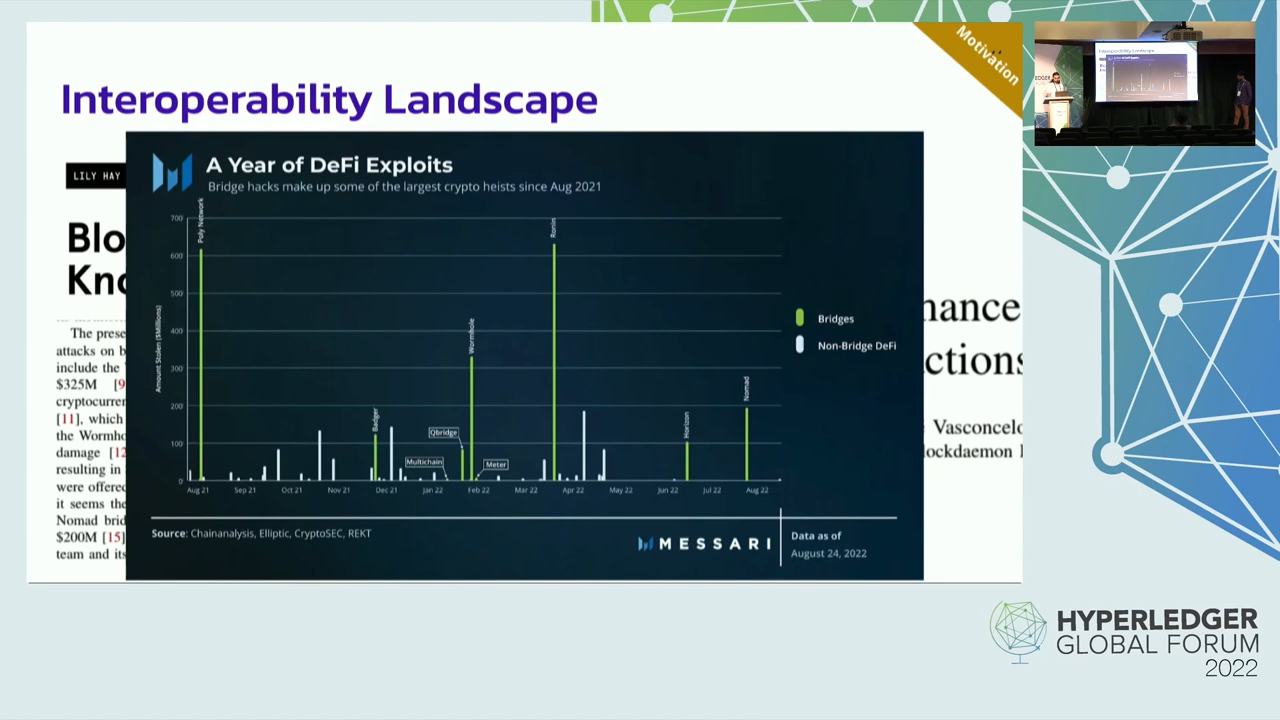 Motivation
Interoperability Landscape
LILY HAY
Blo
Kno
A Year of DeFi Exploits
Bridge hacks make up some of the largest crypto heists since Aug 2021
Amount Stolen ($Millions)
700
600
500
400
300
200
100
0
Poly Network
Badger
Multichain
Qbridge
Wormhole
Meter
Ronin
Horizon
Nomad
Aug 21 Sep 21 Oct 21 Nov 21 Dec 21 Jan 22 Feb 22 Mar 22 Apr 22 May 22 Jun 22 Jul 22 Aug 22
Bridges
Non-Bridge DeFi
Source: Chainanalysis, Elliptic, CryptoSEC, REKT
MESSARI
Data as of
August 24, 2022
The prese
attacks on b
include the
$325M [9
cryptocurren
[11], which
the Wormho
damage [12
resulting in
were offered
it seems the
Nomad brid
$200M [15]
team and its
nance
ctions
Vasconcelo
lockdaemon
HYPERLEDGER
GLOBAL FORUM
2022